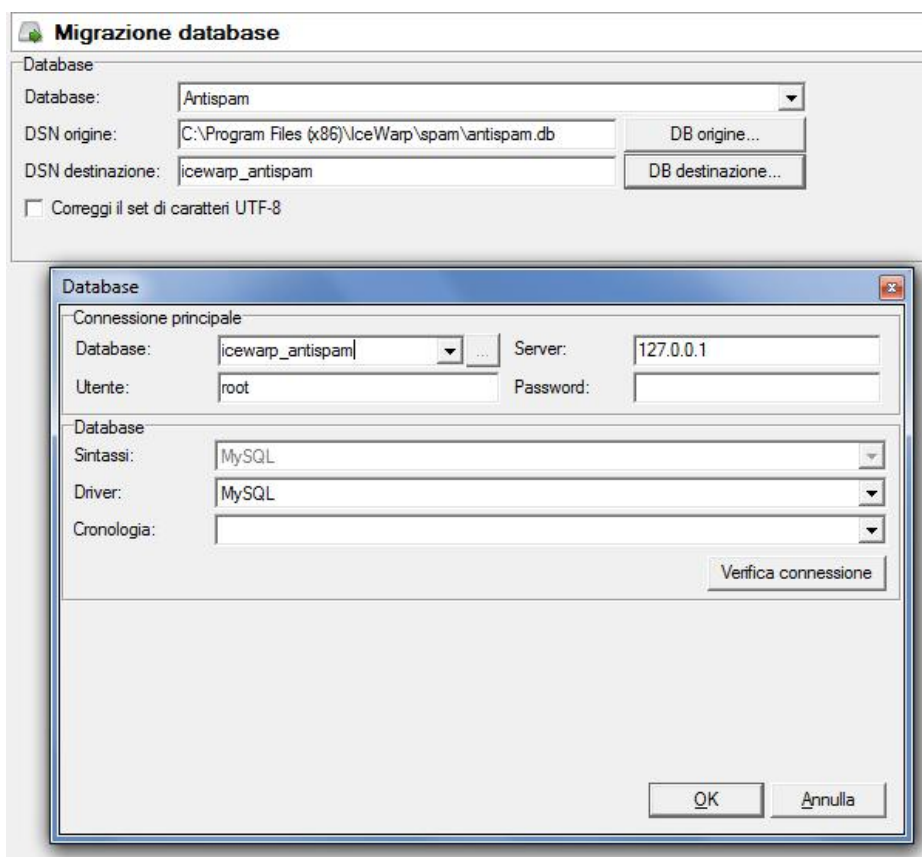 Migrazione database
Database
Database: Antispam
DSN origine: C:\Program Files (x86)\IceWarp\spam\antispam.db DB origine...
DSN destinazione: icewarp_antispam DB destinazione...
Correggi il set di caratteri UTF-8
Database
Connessione principale
Database: icewarp_antispam ... Server: 127.0.0.1
Utente: root Password:
Database
Sintassi: MySQL
Driver: MySQL
Cronologia:
Verifica connessione
OK Annulla